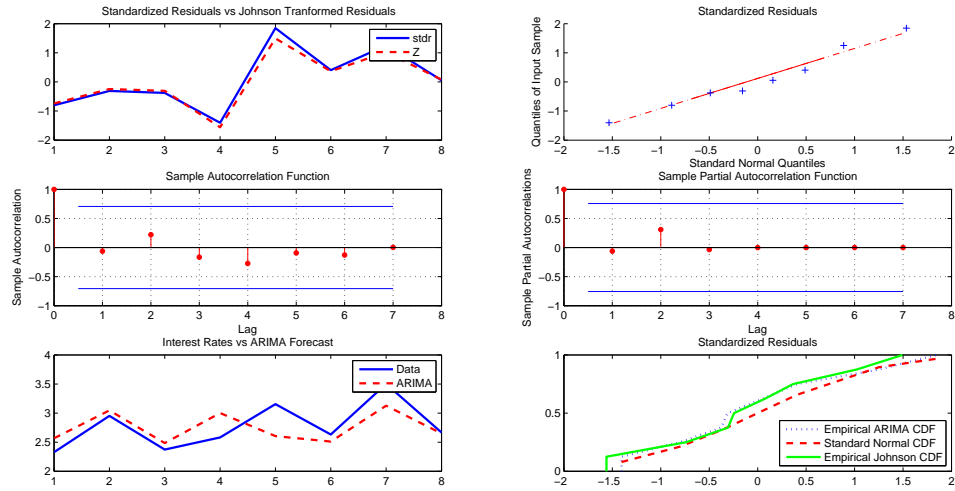 Standardized Residuals vs Johnson Tranformed Residuals
2
1
0
−1
−2
1 2 3 4 5 6 7 8
stdr
Z
Standardized Residuals
Quantiles of Input Sample
2
1
0
−1
−2
−2 −1.5 −1 −0.5 0 0.5 1 1.5 2
Standard Normal Quantiles
Sample Autocorrelation Function
Sample Autocorrelation
1
0.5
0
−0.5
−1
0 1 2 3 4 5 6 7 8
Lag
Sample Partial Autocorrelation Function
Sample Partial Autocorrelations
1
0.5
0
−0.5
−1
0 1 2 3 4 5 6 7 8
Lag
Interest Rates vs ARIMA Forecast
4
3.5
3
2.5
2
1 2 3 4 5 6 7 8
Data
ARIMA
Standardized Residuals
1
0.5
0
−2 −1.5 −1 −0.5 0 0.5 1 1.5 2
Empirical ARIMA CDF
Standard Normal CDF
Empirical Johnson CDF